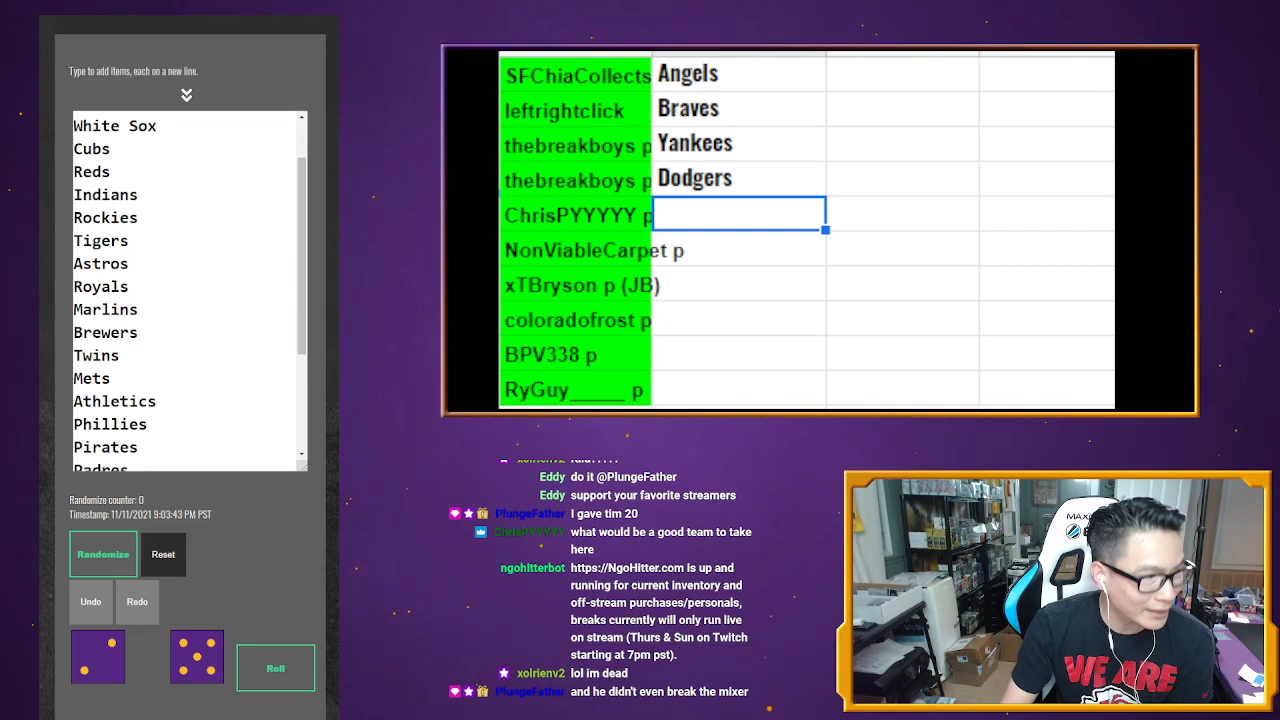 Type to add items, each on a new line.
White Sox
Cubs
Reds
Indians
Rockies
Tigers
Astros
Royals
Marlins
Brewers
Twins
Mets
Athletics
Phillies
Pirates
Padres
Randomize counter: 0
Timestamp: 11/11/2021 9:03:43 PM PST
Randomize Reset
Undo Redo
Roll
SFChiaCollects Angels
leftrightclick Braves
thebreakboys p Yankees
thebreakboys p Dodgers
ChrisPYYYYY p
NonViableCarpet p
xTBryson p (JB)
coloradofrost p
BPV338 p
RyGuy_____ p
xolrienv2
Eddy do it @PlungeFather
Eddy support your favorite streamers
PlungeFather I gave tim 20
ChrisPYYYYY what would be a good team to take
here
ngohitterbot https://NgoHitter.com is up and
running for current inventory and
off-stream purchases/personals,
breaks currently will only run live
on stream (Thurs & Sun on Twitch
starting at 7pm pst).
xolrienv2 lol im dead
PlungeFather and he didn't even break the mixer
WE ARE